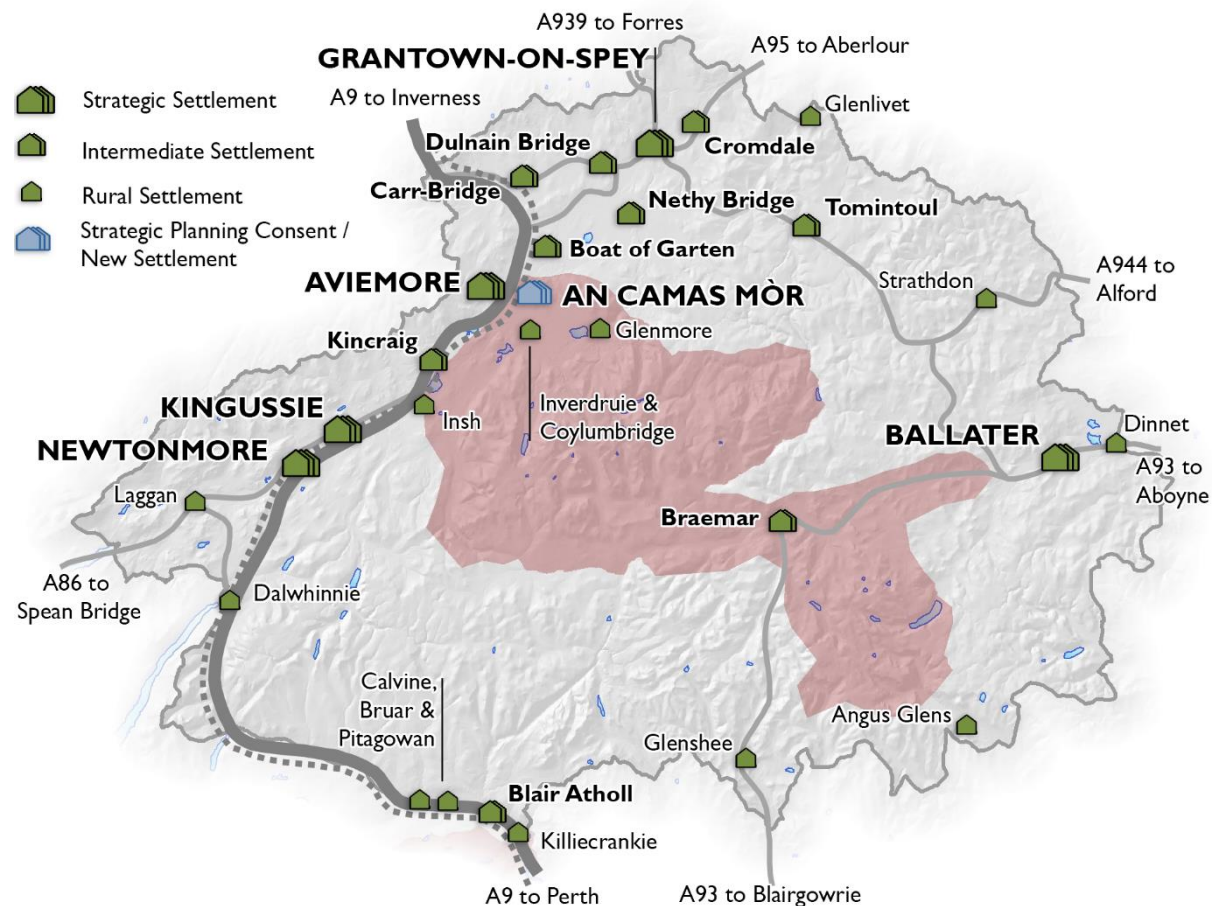 A939 to Forres
A95 to Aberlour
GRANTOWN-ON-SPEY
Strategic Settlement
A9 to Inverness
Glenlivet
Intermediate Settlement
Dulnain Bridge
Cromdale
Rural Settlement
Carr-Bridge
Nethy Bridge
Tomintoul
Strategic Planning Consent /
New Settlement
Boat of Garten
AVIEMORE
AN CAMAS MÒR
Strathdon
A944 to
Alford
Kincraig
Glenmore
KINGUSSIE
Insh
Inverdruie &
Coylumbridge
NEWTONMORE
BALLATER
Dinnet
A93 to
Aboyne
Laggan
Braemar
A86 to
Spean Bridge
Dalwhinnie
Calvine,
Bruar &
Pitagowan
Angus Glens
Glenshee
Blair Atholl
Killiecrankie
A9 to Perth
A93 to Blairgowrie